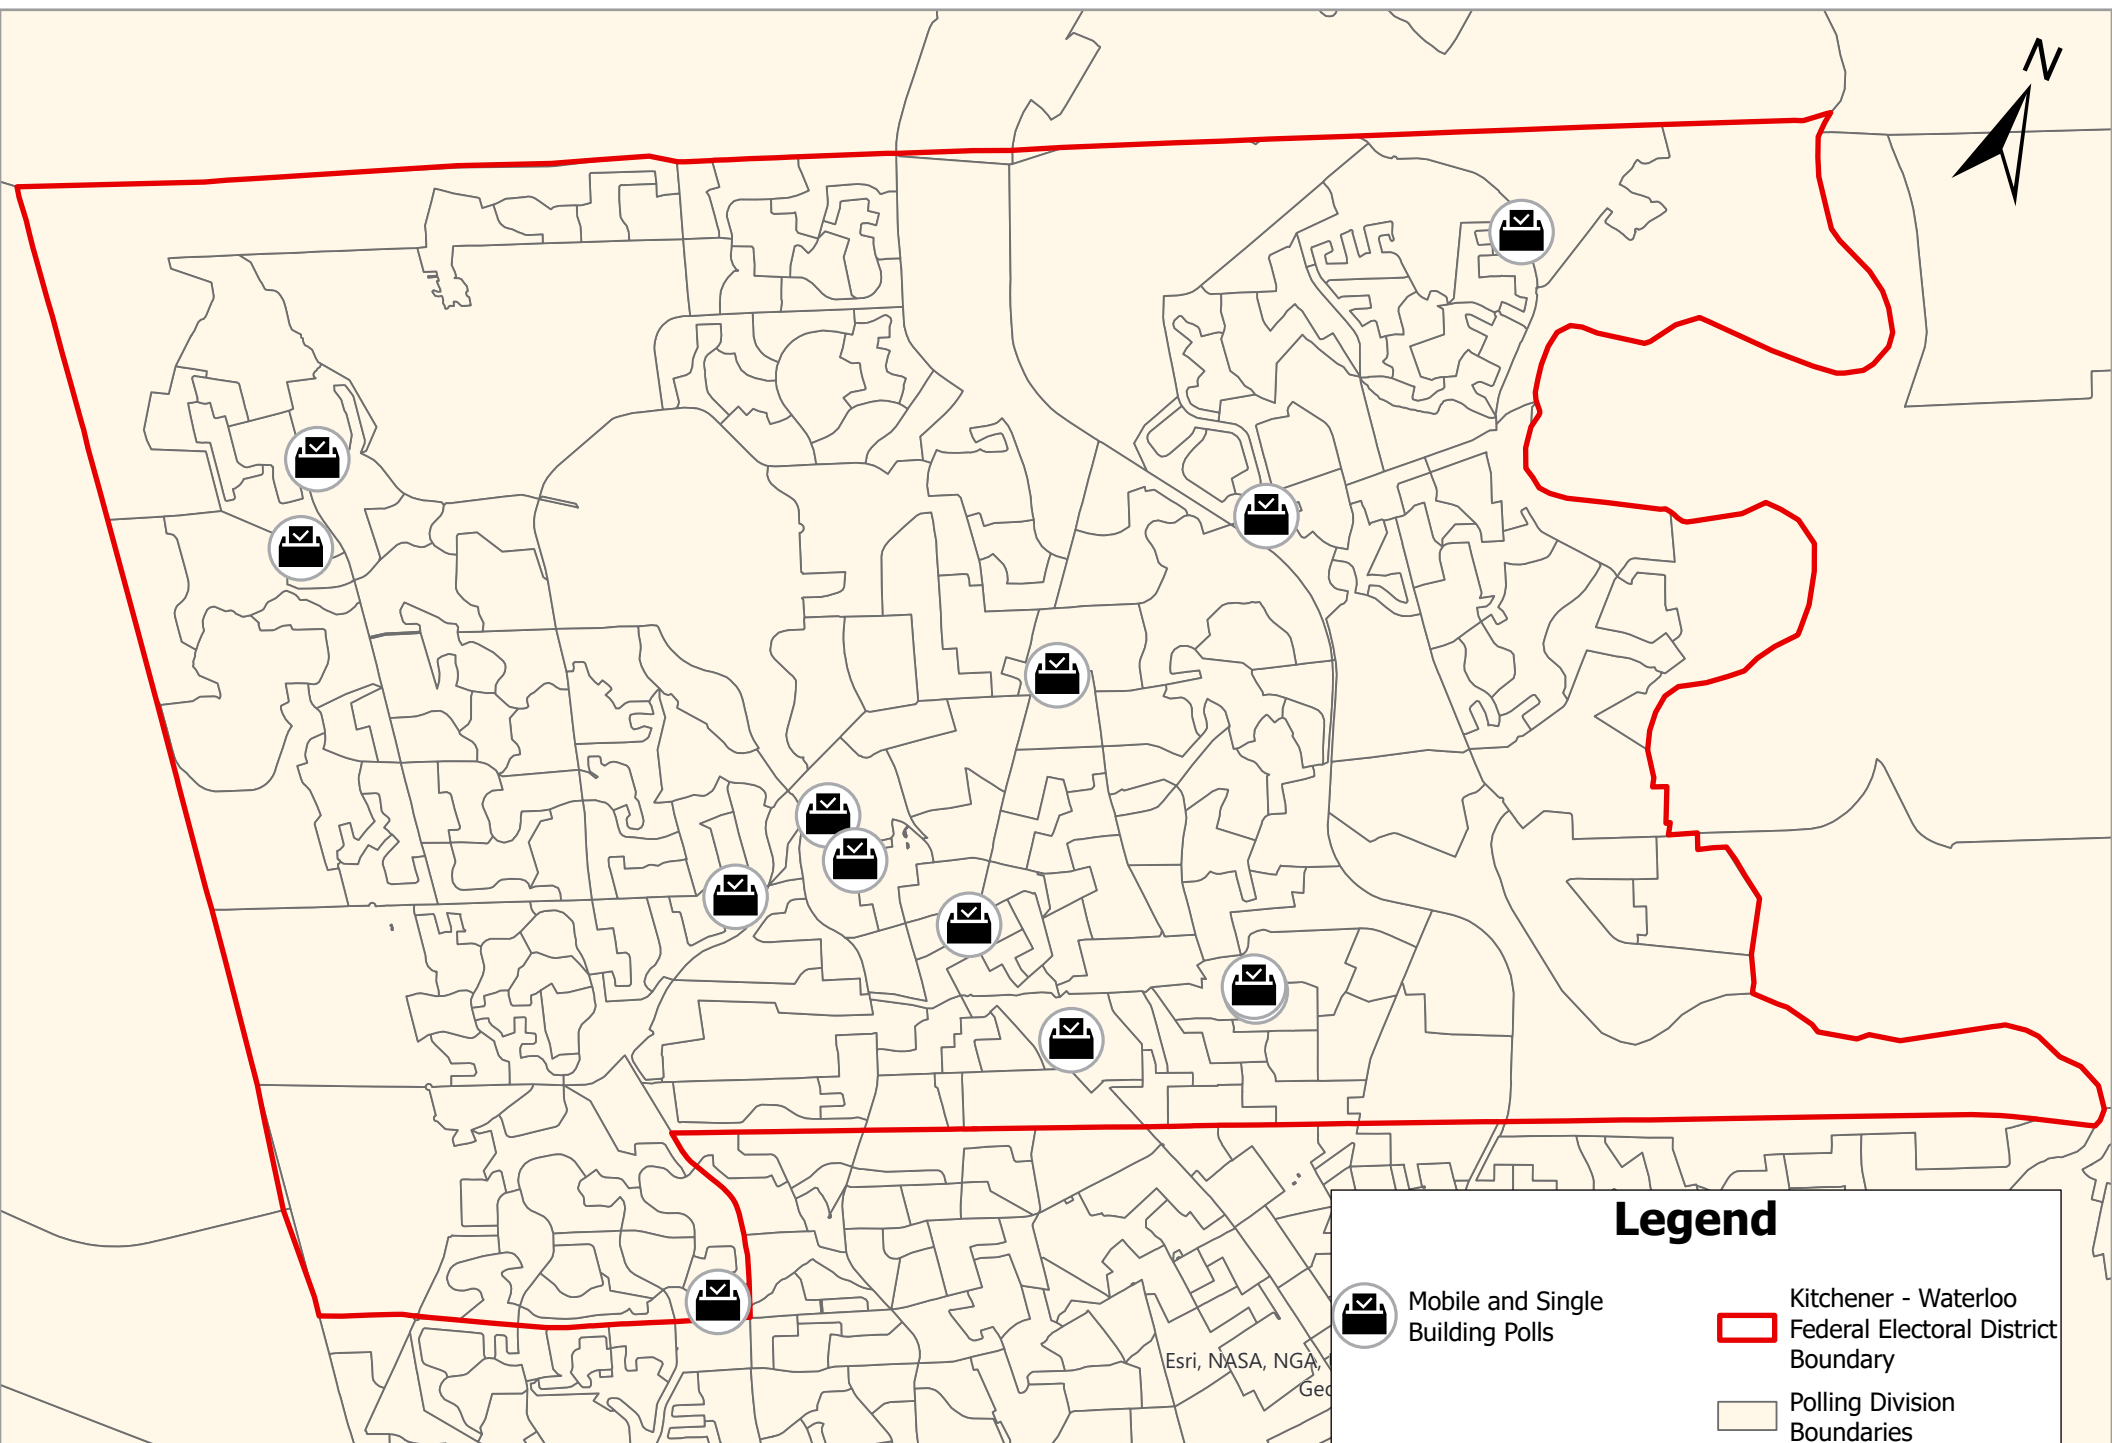 N
Legend
Mobile and Single
Building Polls
Kitchener - Waterloo
Federal Electoral District
Boundary
Polling Division
Boundaries
Esri, NASA, NGA,